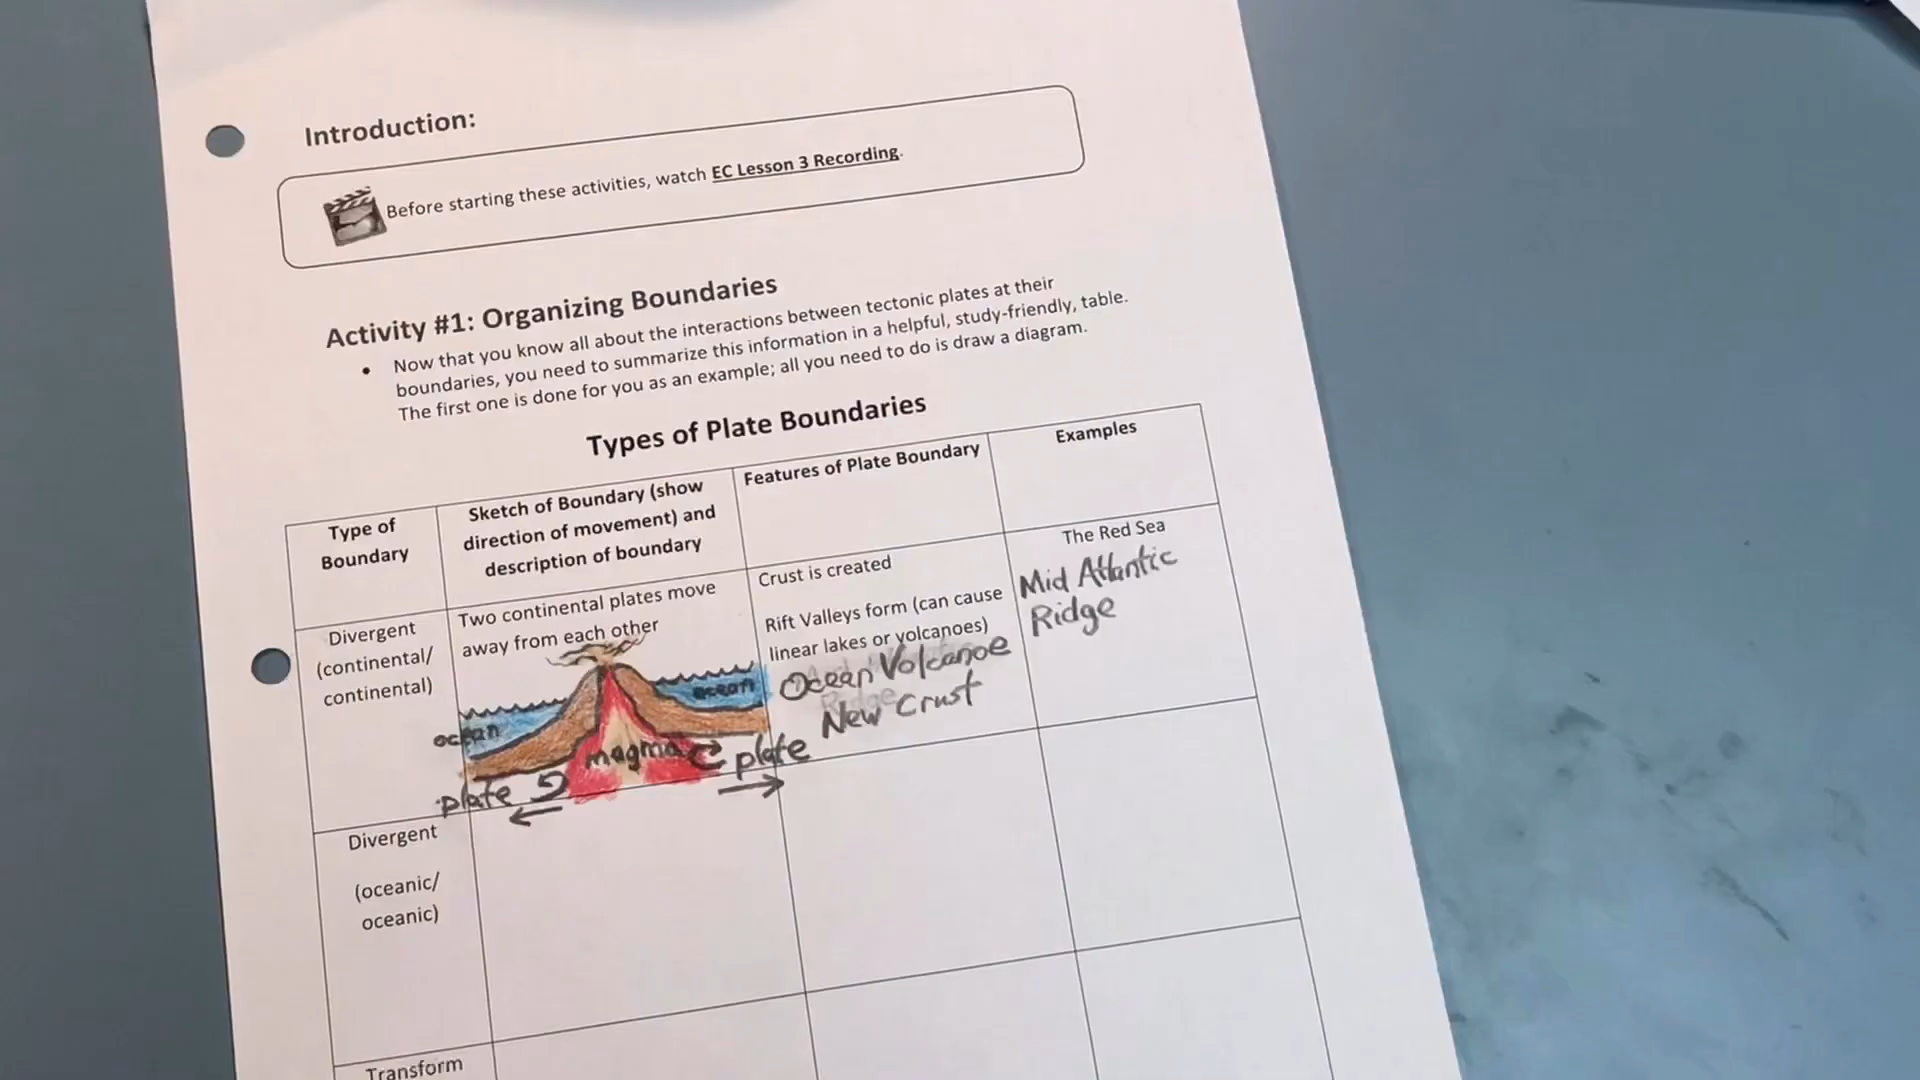 Introduction:
Before starting these activities, watch EC Lesson 3 Recording.
Activity #1: Organizing Boundaries
• Now that you know all about the interactions between tectonic plates at their
boundaries, you need to summarize this information in a helpful, study-friendly, table.
The first one is done for you as an example; all you need to do is draw a diagram.
Types of Plate Boundaries
Type of
Boundary
Sketch of Boundary (show
direction of movement) and
description of boundary
Features of Plate Boundary
Examples
Divergent
(continental/
continental)
Two continental plates move
away from each other
ocean
ocean
magma
plate
plate
Crust is created
Rift Valleys form (can cause
linear lakes or volcanoes)
Ocean Volcanoe
New Crust
The Red Sea
Mid Atlantic
Ridge
Divergent
(oceanic/
oceanic)
Transform